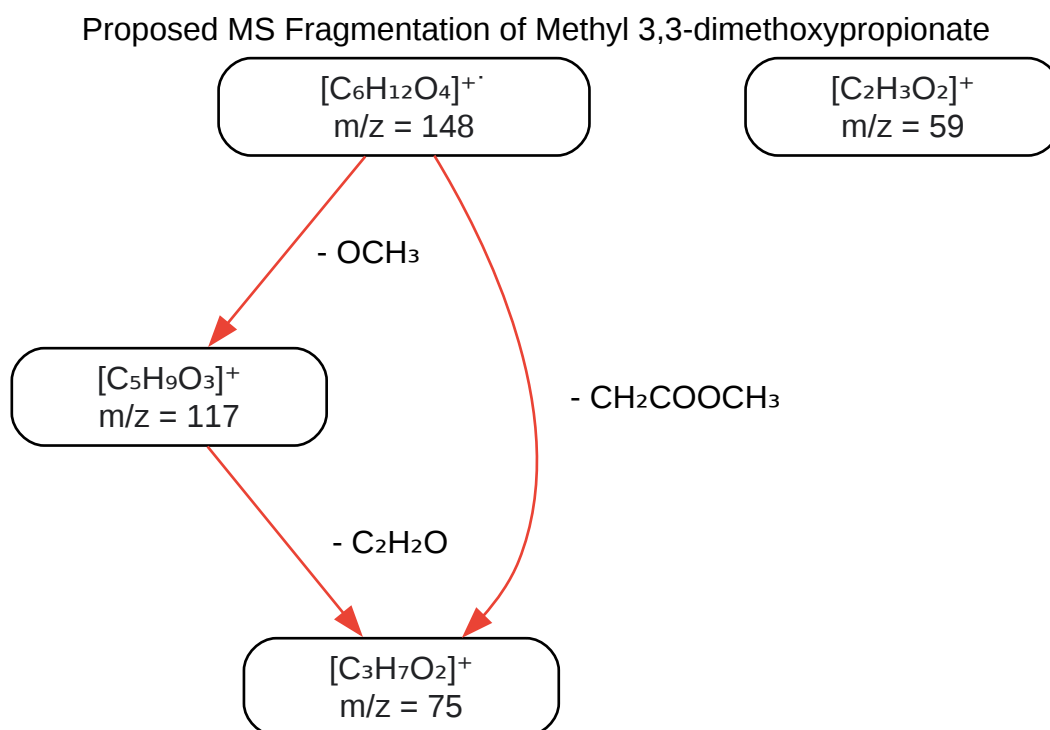 Proposed MS Fragmentation of Methyl 3,3-dimethoxypropionate
[C₆H₁₂O₄]⁺˙
m/z = 148
[C₂H₃O₂]⁺
m/z = 59
- OCH₃
[C₅H₉O₃]⁺
m/z = 117
- CH₂COOCH₃
- C₂H₂O
[C₃H₇O₂]⁺
m/z = 75